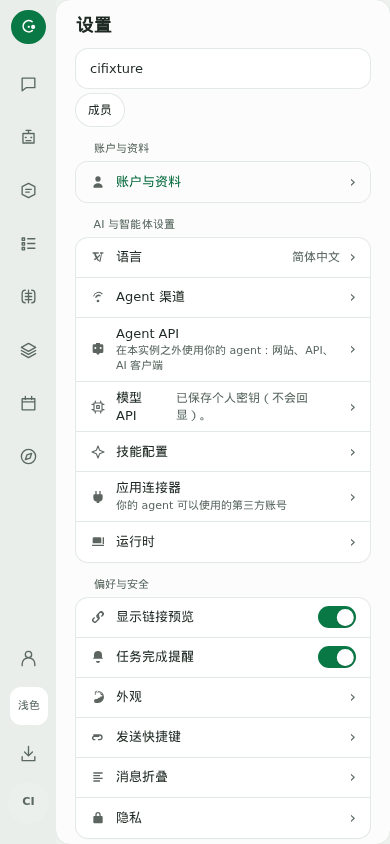 设置
cifixture
成员
账户与资料
账户与资料
AI 与智能体设置
语言
简体中文
Agent 渠道
Agent API
在本实例之外使用你的 agent：网站、API、
AI 客户端
模型
API
已保存个人密钥（不会回
显）。
技能配置
应用连接器
你的 agent 可以使用的第三方账号
运行时
偏好与安全
显示链接预览
任务完成提醒
外观
发送快捷键
消息折叠
隐私
浅色
CI